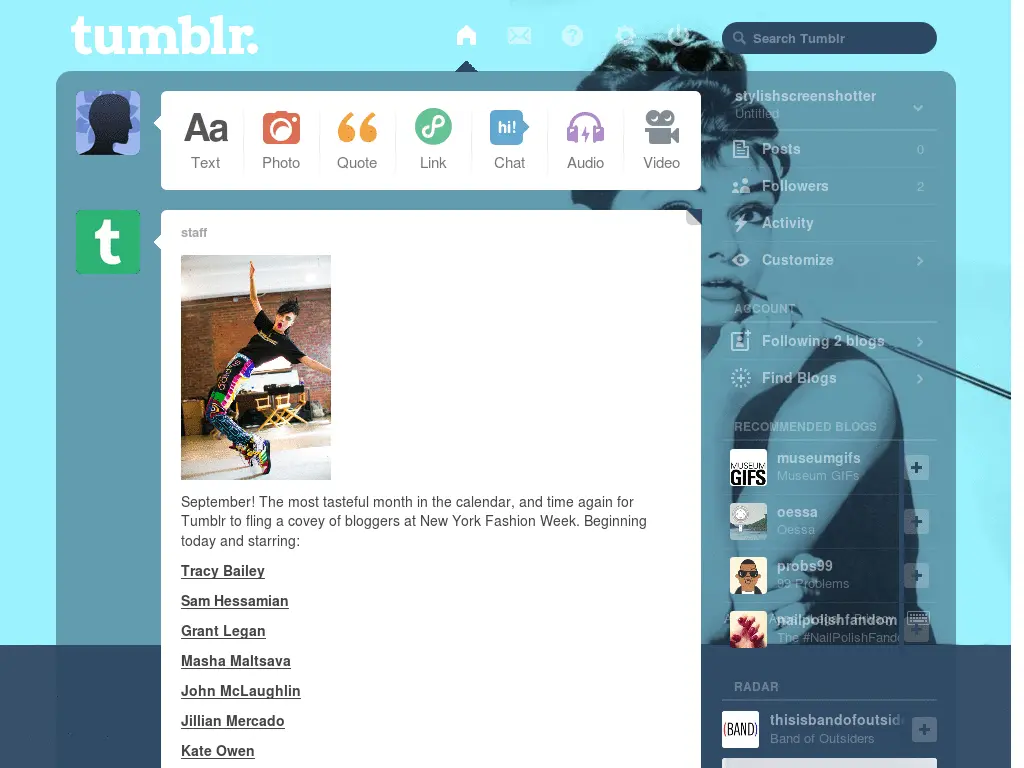 tumblr.
Search Tumblr
Aa
Text
Photo
Quote
Link
hi!
Chat
Audio
Video
stylishscreenshotter
Untitled
Posts 0
Followers 2
Activity
Customize
ACCOUNT
Following 2 blogs
Find Blogs
RECOMMENDED BLOGS
MUSEUM
GIFS
museumgifs
Museum GIFs
oessa
Oessa
probs99
99 Problems
nailpolishfandom
The #NailPolishFand
RADAR
(BAND)
thisisbandofoutsid
Band of Outsiders
t
staff
September! The most tasteful month in the calendar, and time again for
Tumblr to fling a covey of bloggers at New York Fashion Week. Beginning
today and starring:
Tracy Bailey
Sam Hessamian
Grant Legan
Masha Maltsava
John McLaughlin
Jillian Mercado
Kate Owen